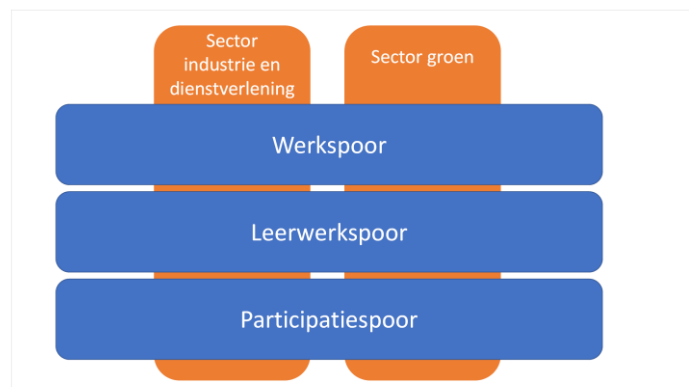 Sector
industrie en
dienstverlening
Sector groen
Werkspoor
Leerwerkspoor
Participatiespoor